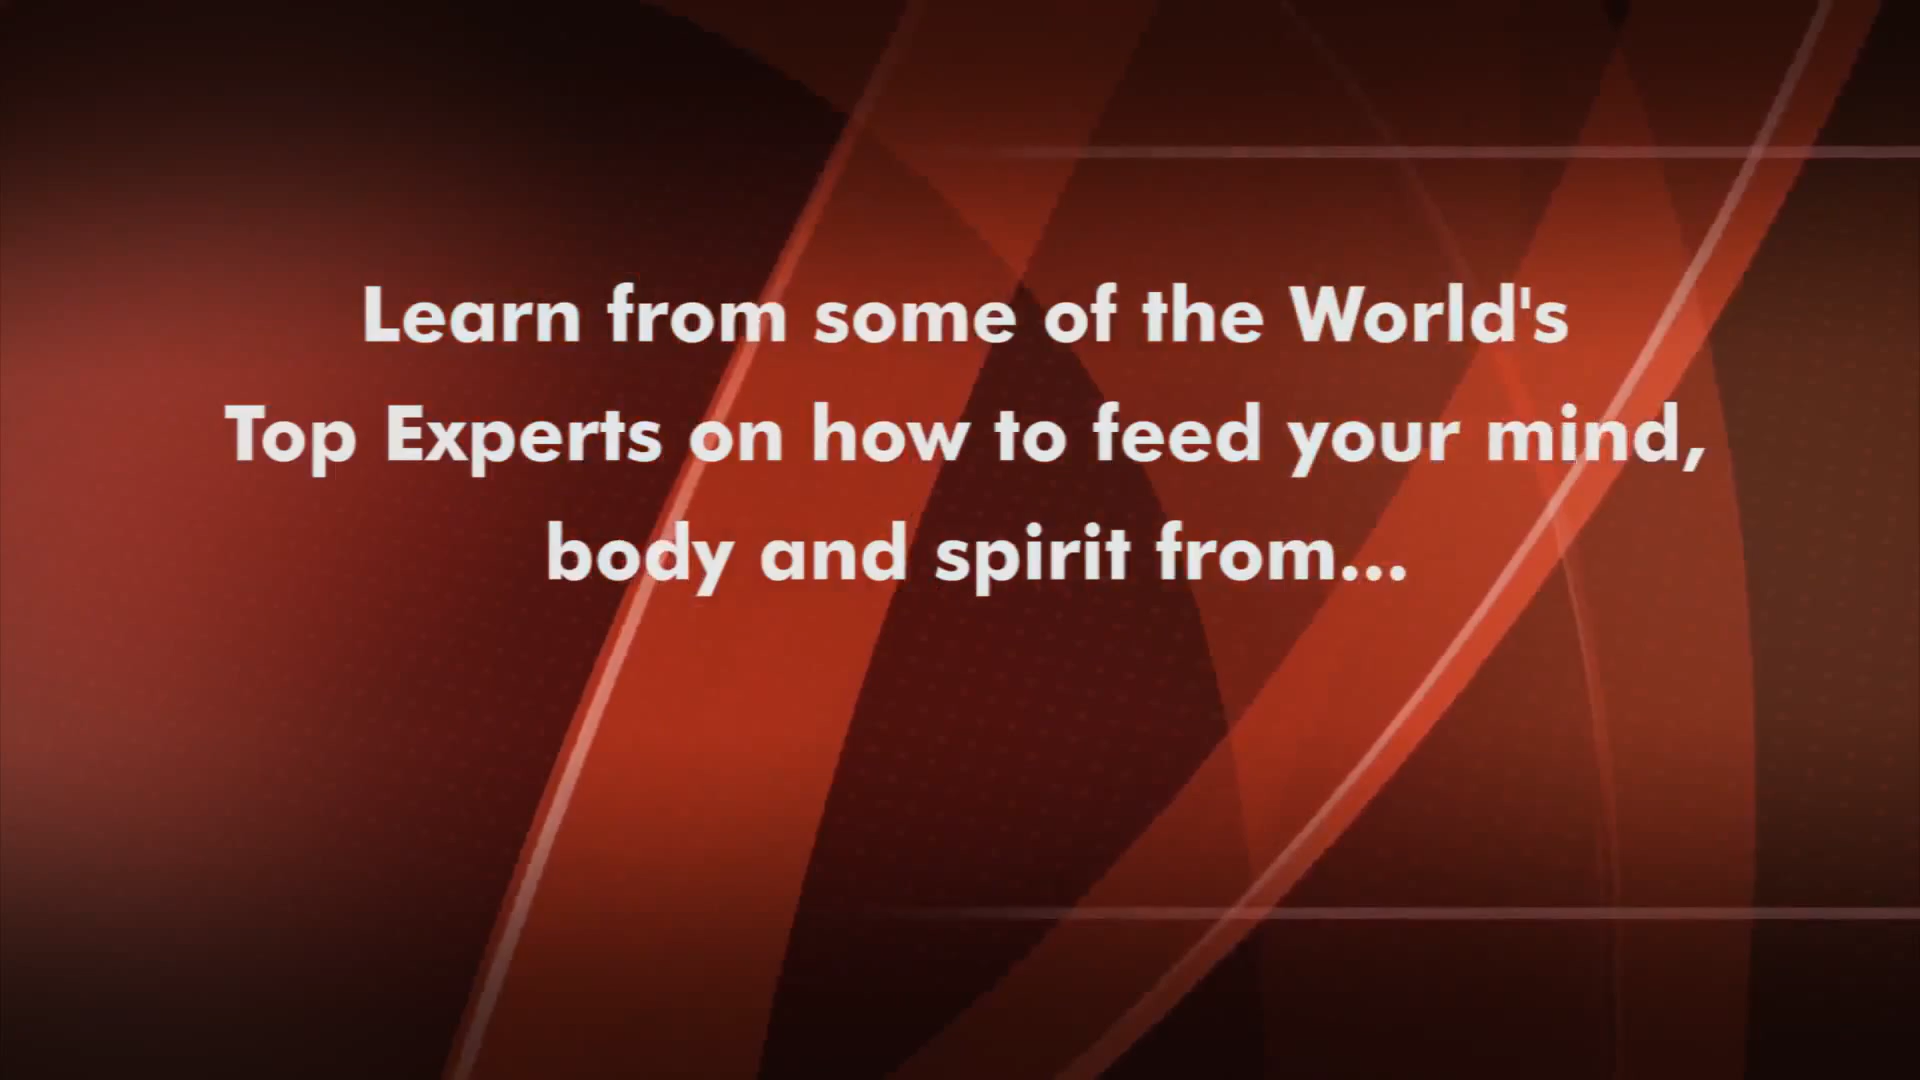 Learn from some of the World's
Top Experts on how to feed your mind,
body and spirit from...